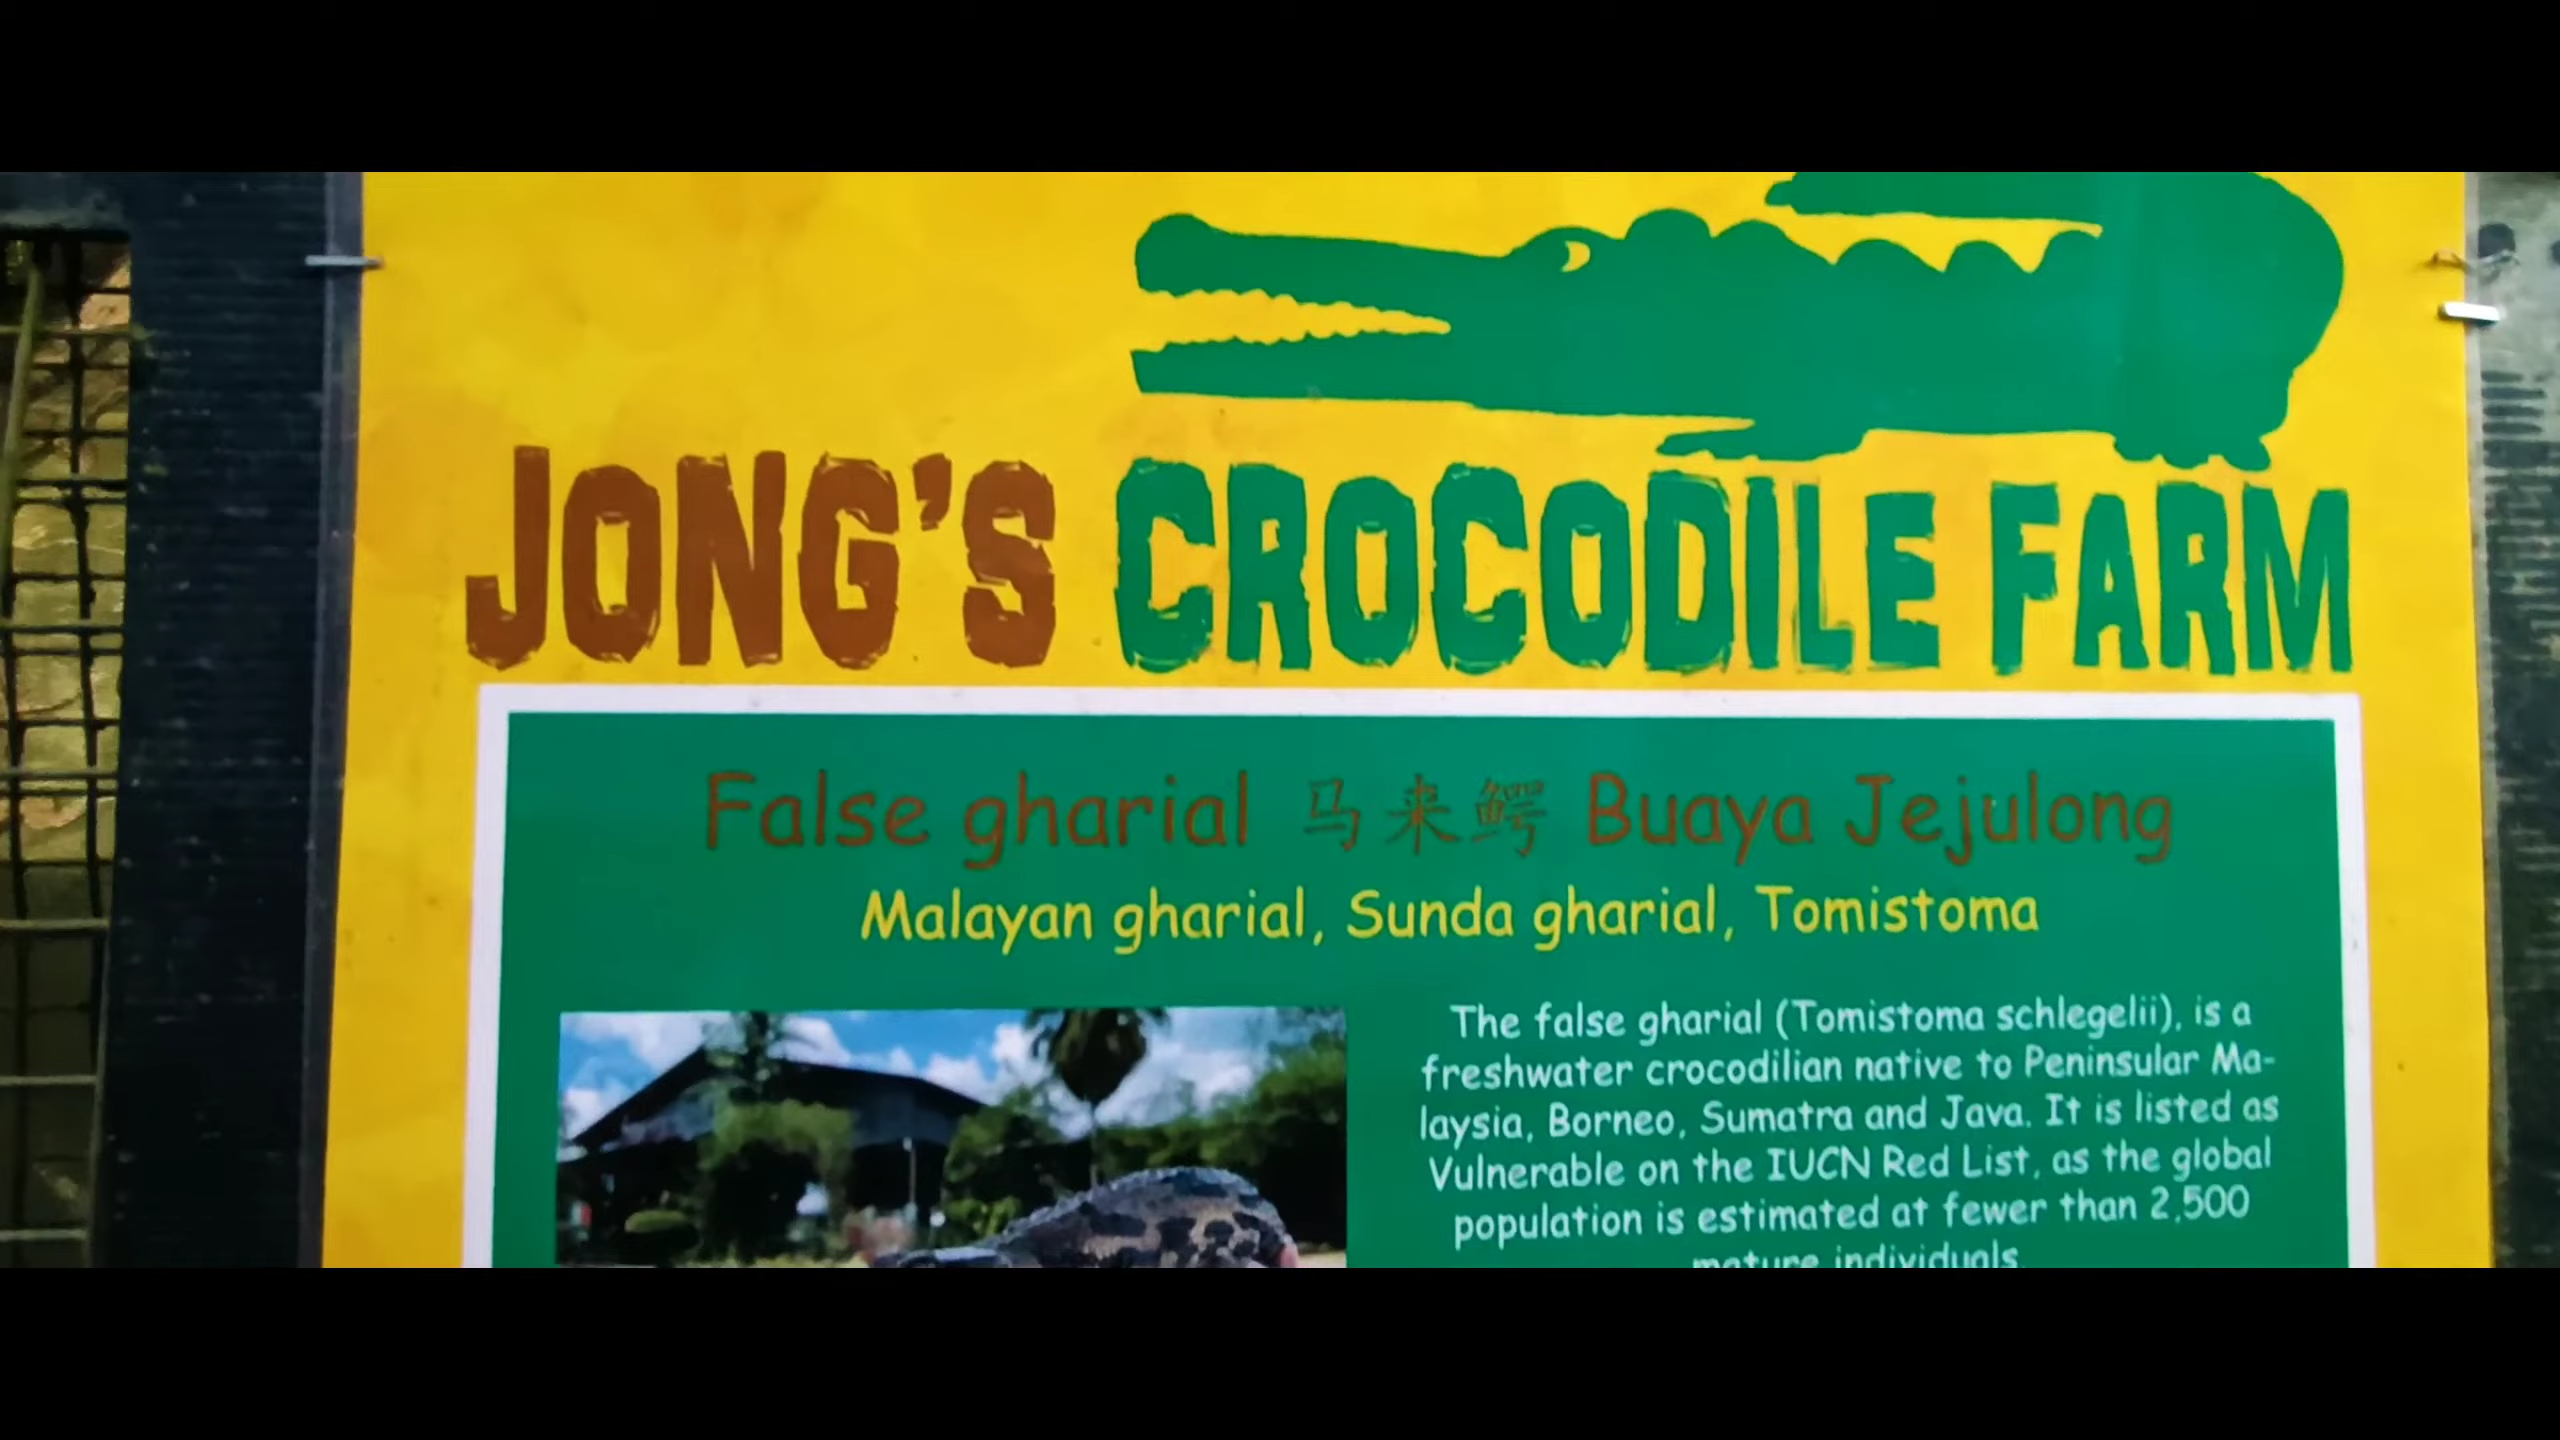 JONG'S CROCODILE FARM
False gharial 马来鳄 Buaya Jejulong
Malayan gharial, Sunda gharial, Tomistoma
The false gharial (Tomistoma schlegelii), is a
freshwater crocodilian native to Peninsular Ma-
laysia, Borneo, Sumatra and Java. It is listed as
Vulnerable on the IUCN Red List, as the global
population is estimated at fewer than 2,500
mature individuals.